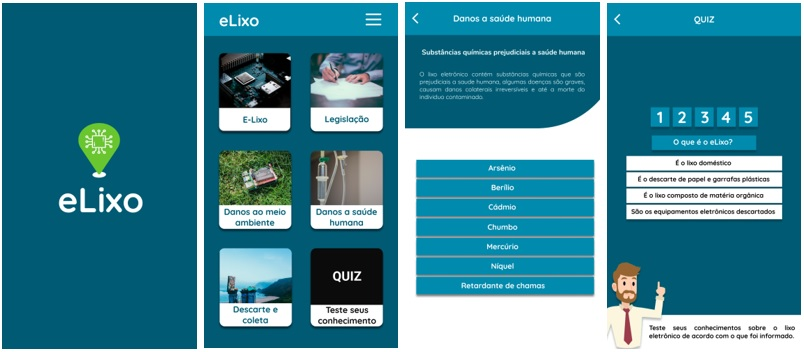 eLixo
eLixo
E-Lixo
Legislação
Danos ao meio
ambiente
Danos a saúde
humana
Descarte e
coleta
QUIZ
Teste seus
conhecimento
Danos a saúde humana
Substâncias químicas prejudiciais a saúde humana
O lixo eletrônico contém substâncias químicas que são
prejudiciais a saude humana, algumas doenças são graves,
causam danos colaterais irreversíveis e até a morte do
indivíduo contaminado.
Arsênio
Berílio
Cádmio
Chumbo
Mercúrio
Níquel
Retardante de chamas
QUIZ
1 2 3 4 5
O que é o eLixo?
É o lixo doméstico
É o descarte de papel e garrafas plásticas
É o lixo composto de matéria orgânica
São os equipamentos eletrônicos descartados
Teste seus conhecimentos sobre o lixo
eletrônico de acordo com o que foi informado.